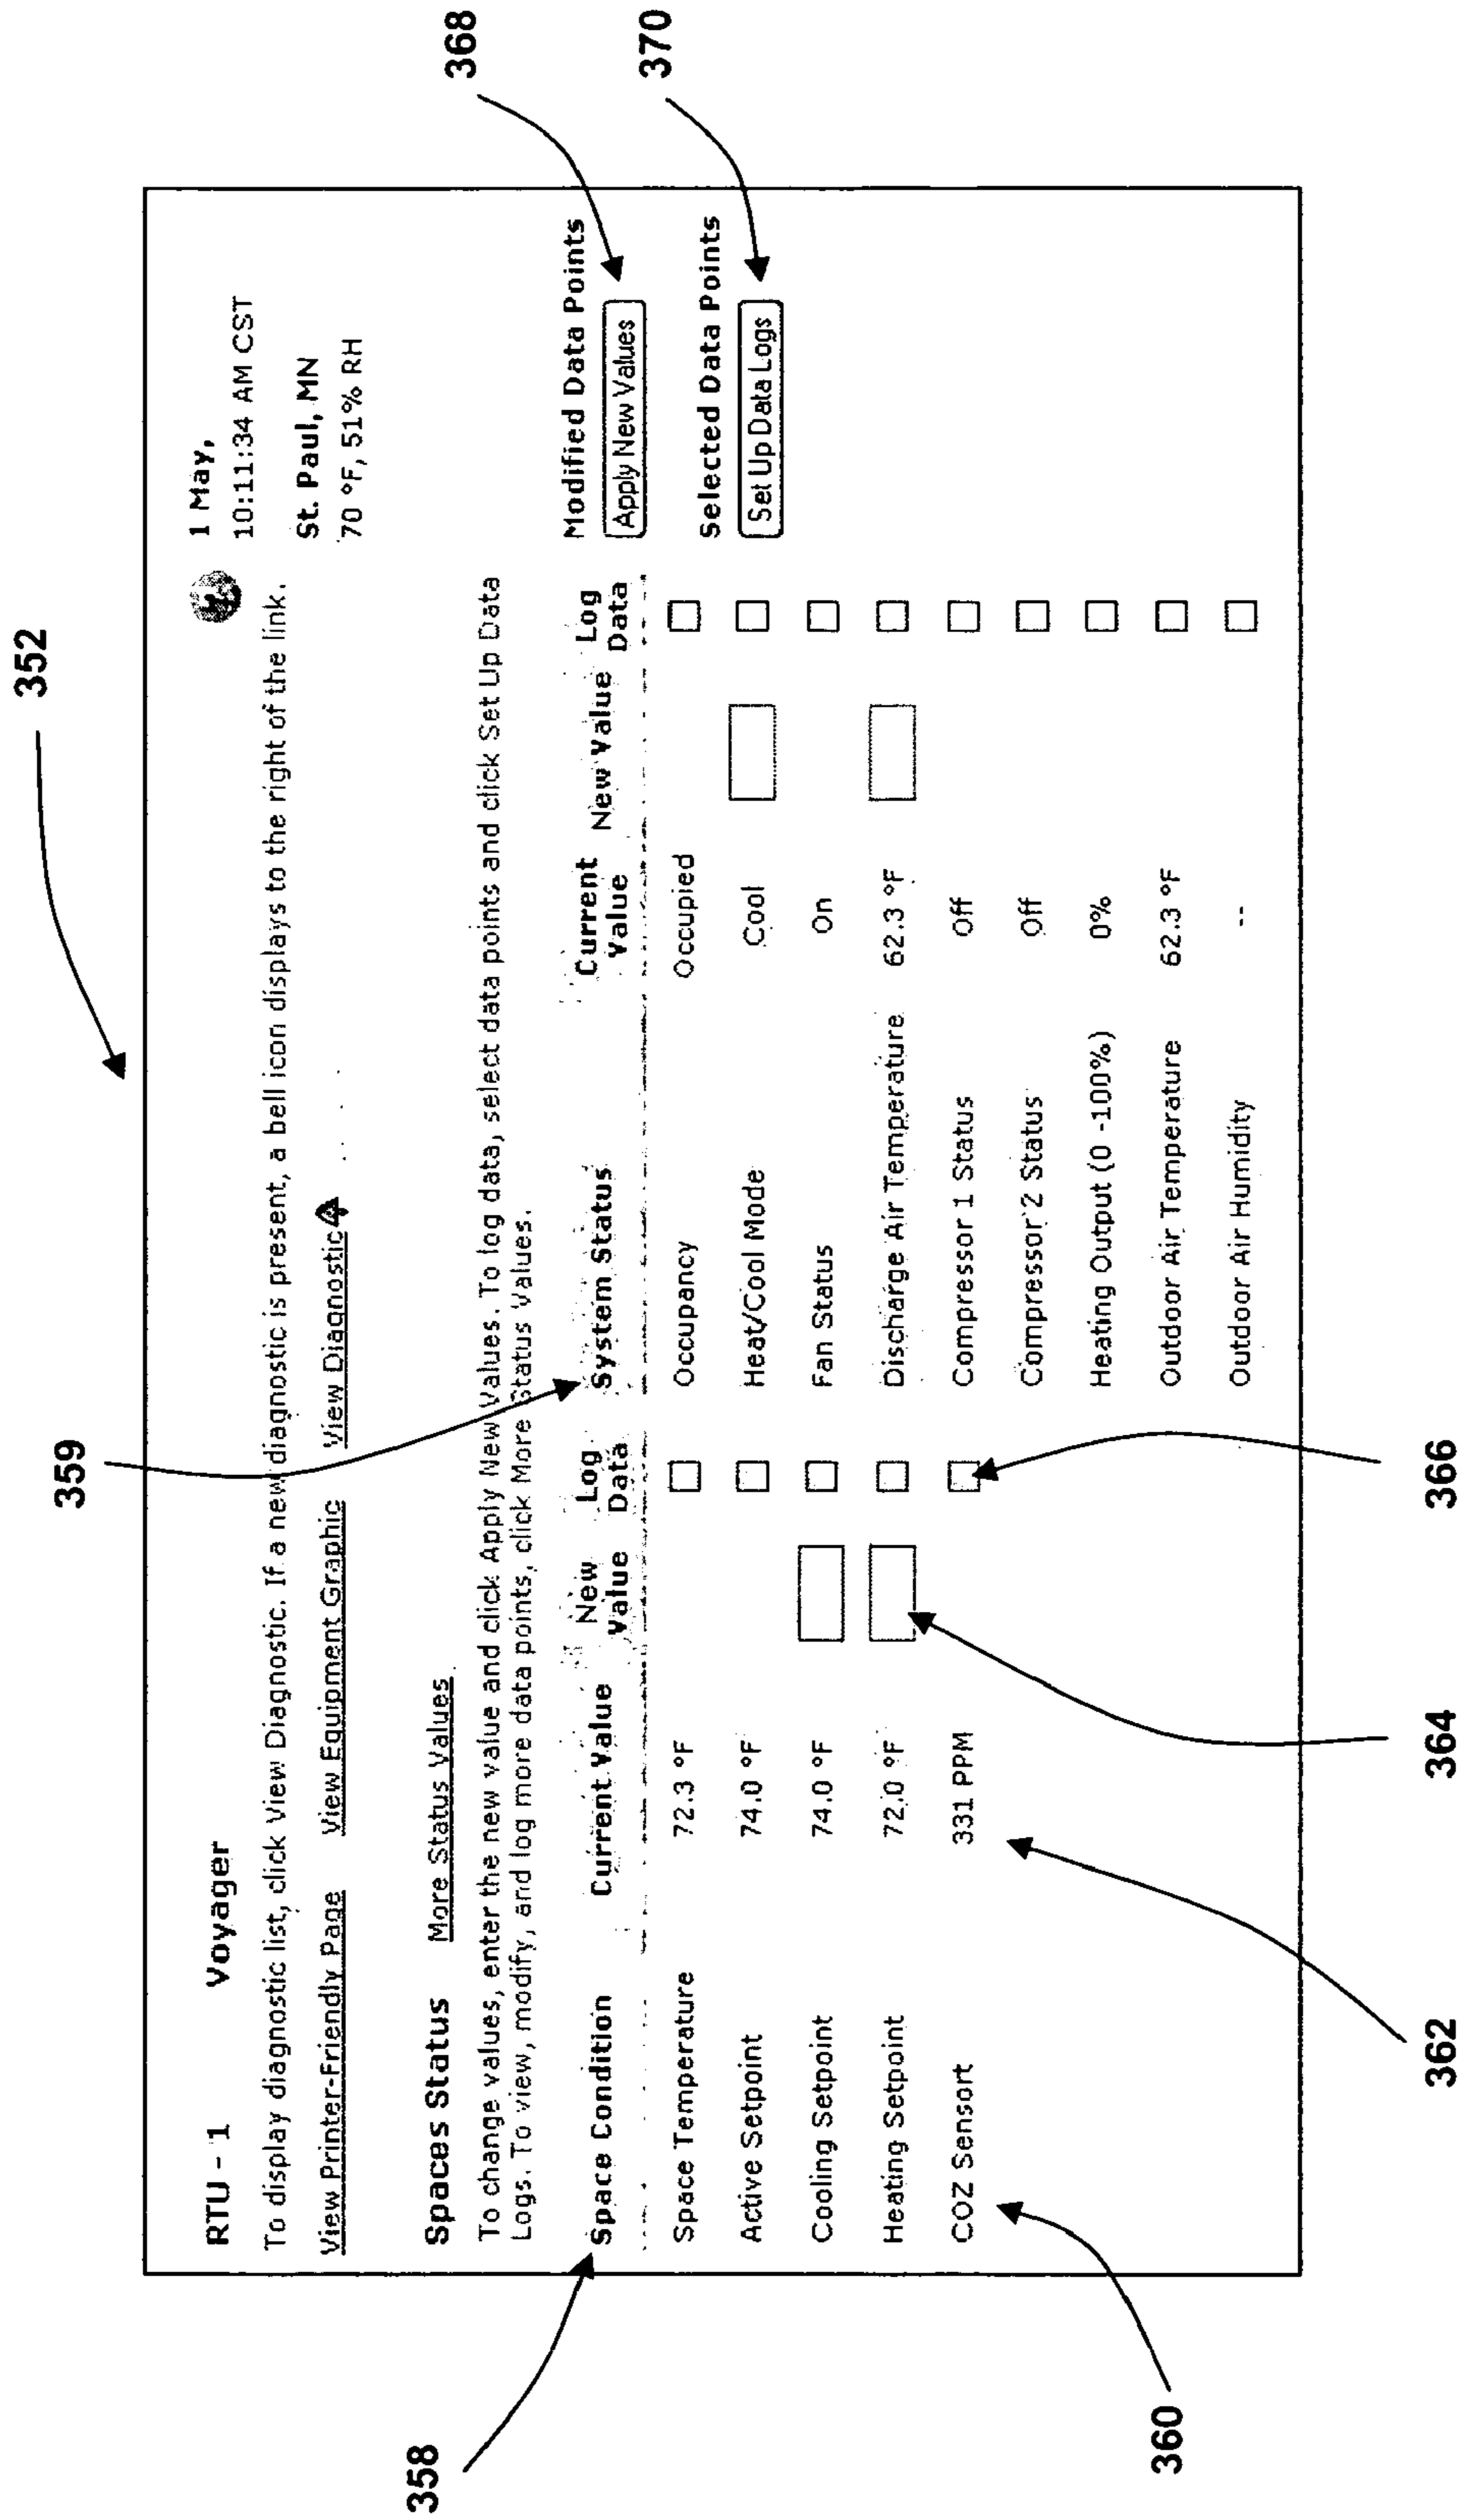 352
359
368
370
RTU - 1 Voyager
1 May,
10:11:34 AM CST
St. Paul, MN
70 °F, 51% RH
To display diagnostic list, click View Diagnostic. If a new diagnostic is present, a bell icon displays to the right of the link.
View Printer-Friendly Page View Equipment Graphic View Diagnostic
Spaces Status More Status Values
To change values, enter the new value and click Apply New Values. To log data, select data points and click Set Up Data
Logs. To view, modify, and log more data points, click More Status Values.
Modified Data Points
Apply New Values
Selected Data Points
Set Up Data Logs
Space Condition Current Value New Value Log Data System Status Current Value New Value Log Data
Space Temperature 72.3 °F Occupancy Occupied
Active Setpoint 74.0 °F Heat/Cool Mode Cool
Cooling Setpoint 74.0 °F Fan Status On
Heating Setpoint 72.0 °F Discharge Air Temperature 62.3 °F
COZ Sensort 331 PPM Compressor 1 Status Off
Compressor 2 Status Off
Heating Output (0 -100%) 0%
Outdoor Air Temperature 62.3 °F
Outdoor Air Humidity --
358
360
362
364
366